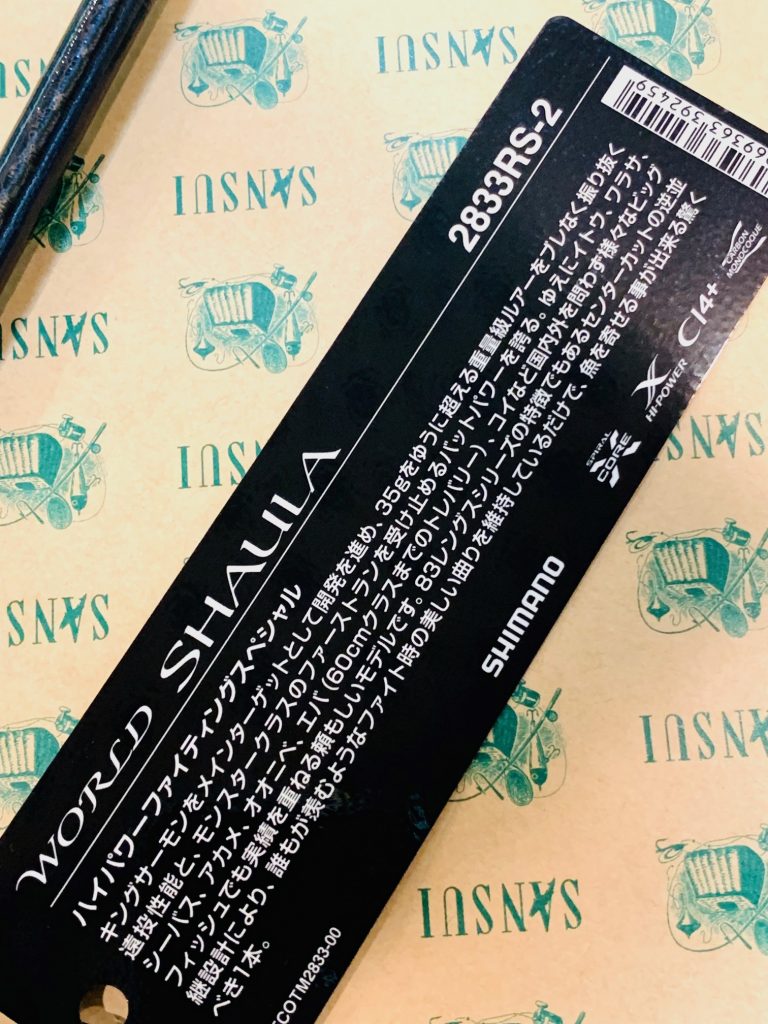 WORLD SHAULA
2833RS-2
ハイパワーファイティングスペシャル
キングサーモンをメインターゲットとして開発を進め、35gをゆうに超える重量級ルアーをブレなく振り抜く
遠投性能と、モンスタークラスのファーストランを受け止めるバットパワーを誇る。ゆえにイトウ、ワラサ、
シーバス、アカメ、オオニベ、エバ(60cmクラスまでのトレバリー)、コイなど国内外を問わず様々なビッグ
フィッシュでも実績を重ねる頼もしいモデルです。83レングスシリーズの特徴でもあるセンターカットの逆並
継設計により、誰もが羨むようなファイト時の美しい曲りを維持しているだけで、魚を寄せる事が出来る驚く
べき1本。
SPIRAL
X
CORE
X
HI-POWER
CI4+
CARBON
MONOCOQUE
SHIMANO
COTM2833-00
69363 392459
SANSUI
SANSUI
SANSUI
SANSUI
SANSUI
SANSUI
SANSUI
SANSUI